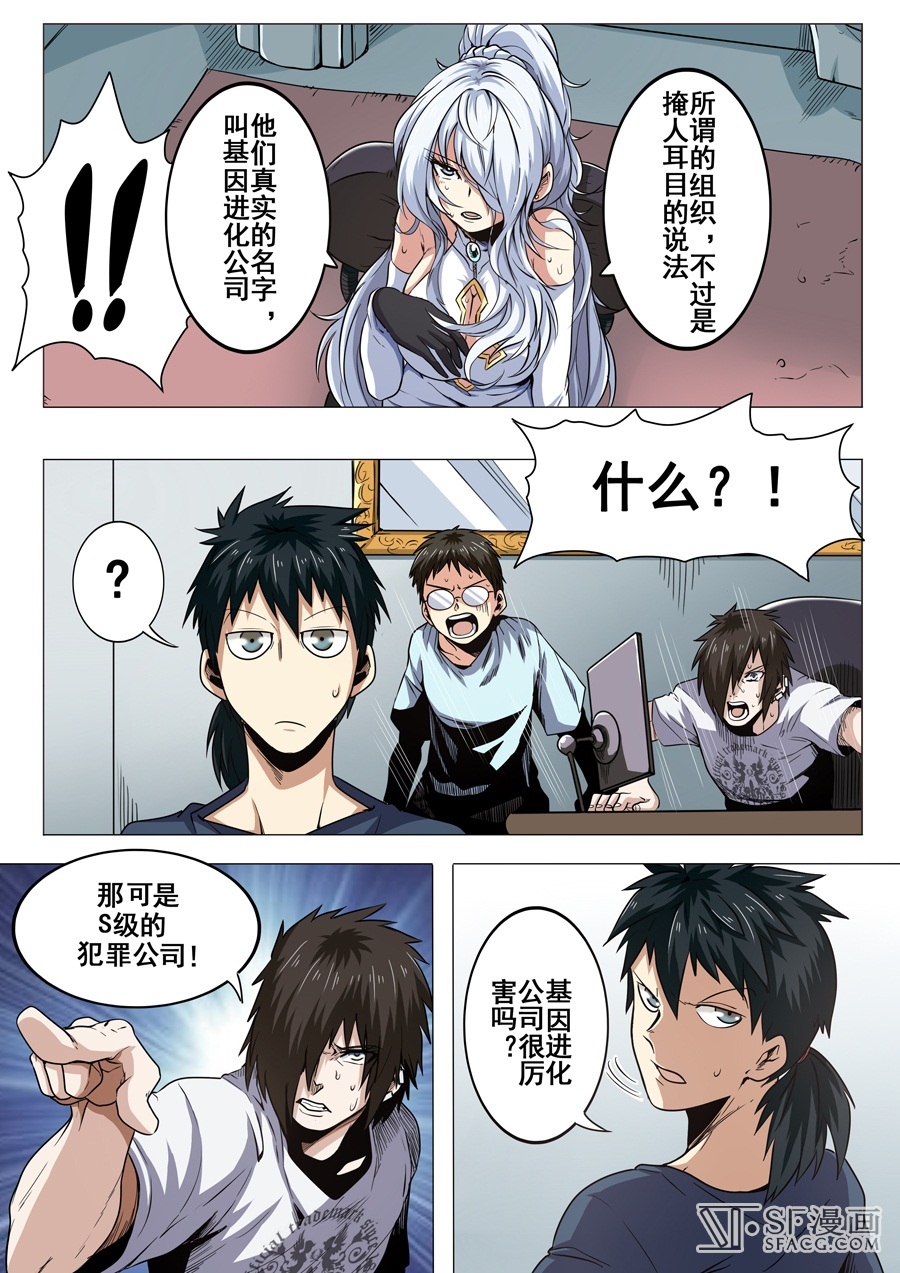 所谓的组织，不过是
掩人耳目的说法
他们真实的名字，
叫基因进化公司
！！
什么？！
？
基因进化
公司很厉
害吗？
那可是
S级的
犯罪公司！
SF漫画
SFACG.COM